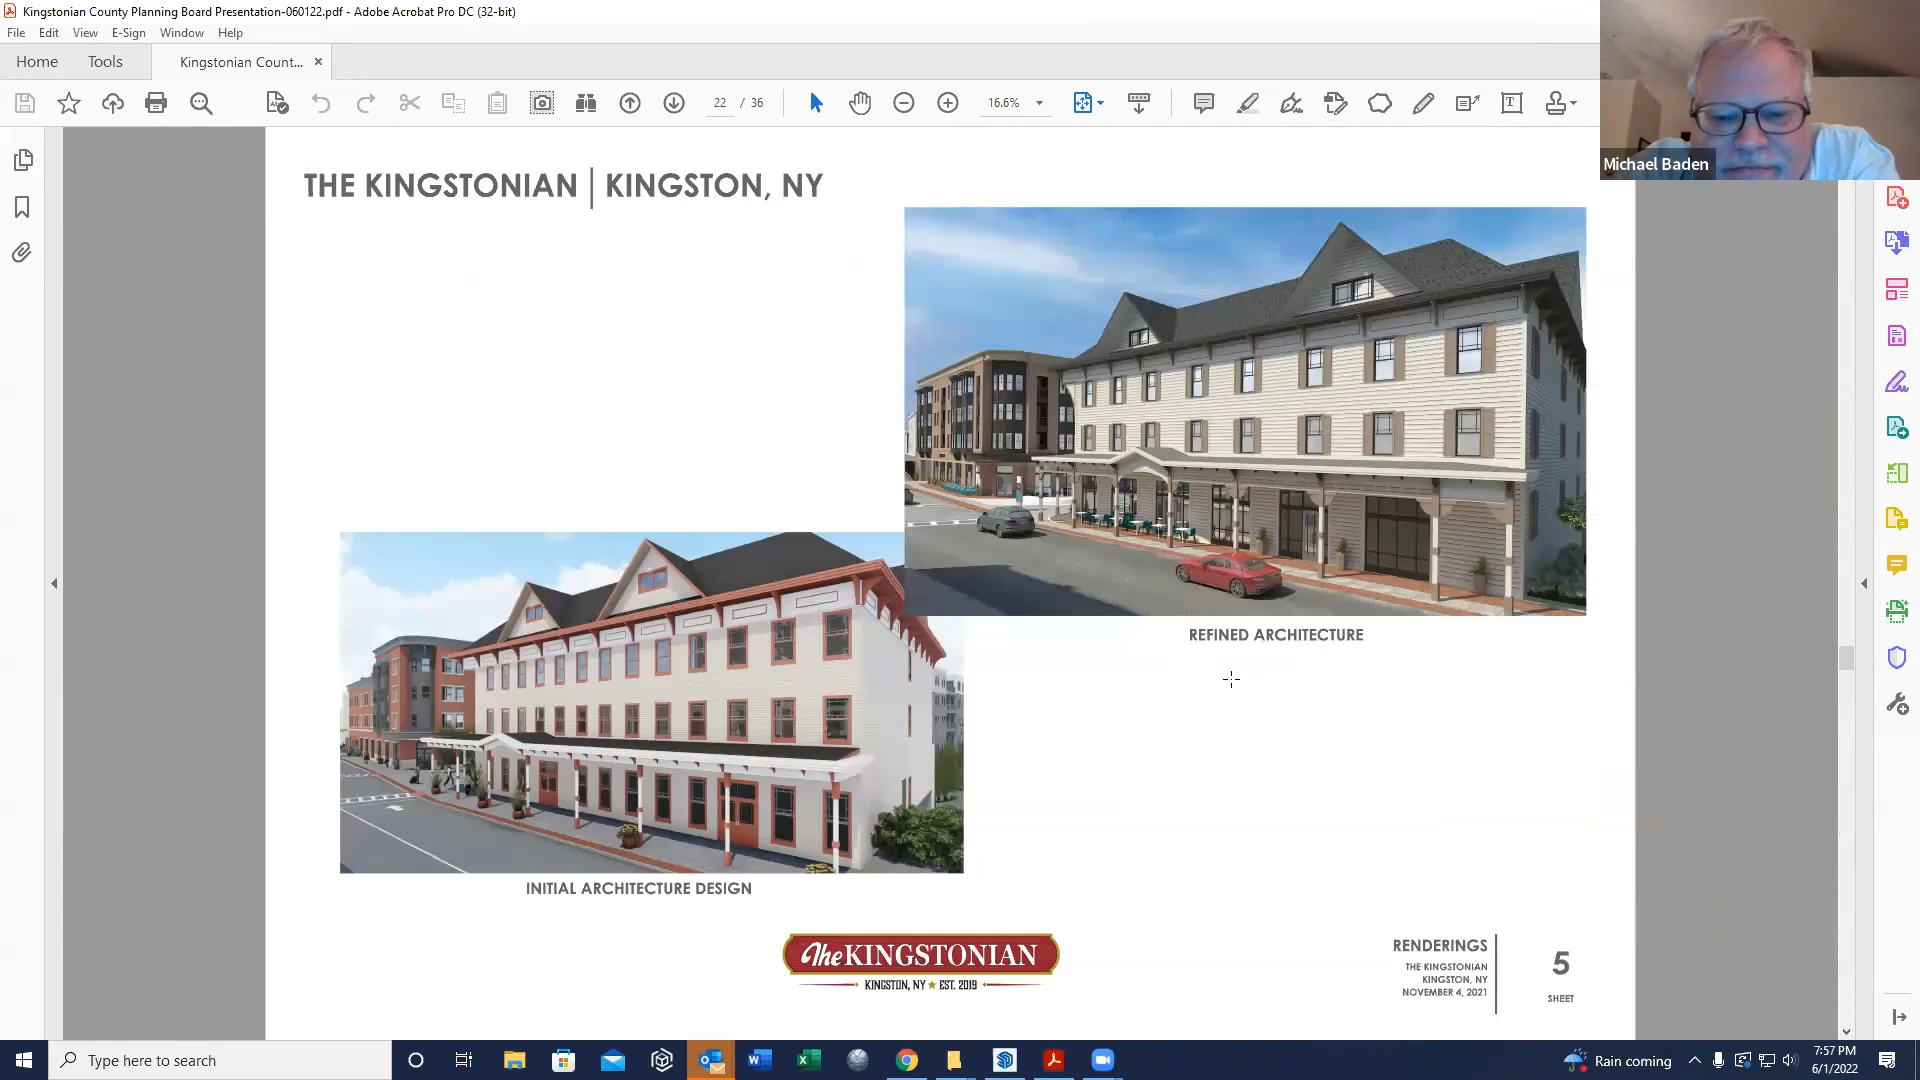 Kingstonian County Planning Board Presentation-060122.pdf - Adobe Acrobat Pro DC (32-bit)
File Edit View E-Sign Window Help
Home Tools Kingstonian Count... ×
22 / 36 16.6%
Michael Baden
THE KINGSTONIAN | KINGSTON, NY
REFINED ARCHITECTURE
INITIAL ARCHITECTURE DESIGN
The KINGSTONIAN
KINGSTON, NY ★ EST. 2019
RENDERINGS
THE KINGSTONIAN
KINGSTON, NY
NOVEMBER 4, 2021
5
SHEET
Type here to search
Rain coming
7:57 PM
6/1/2022